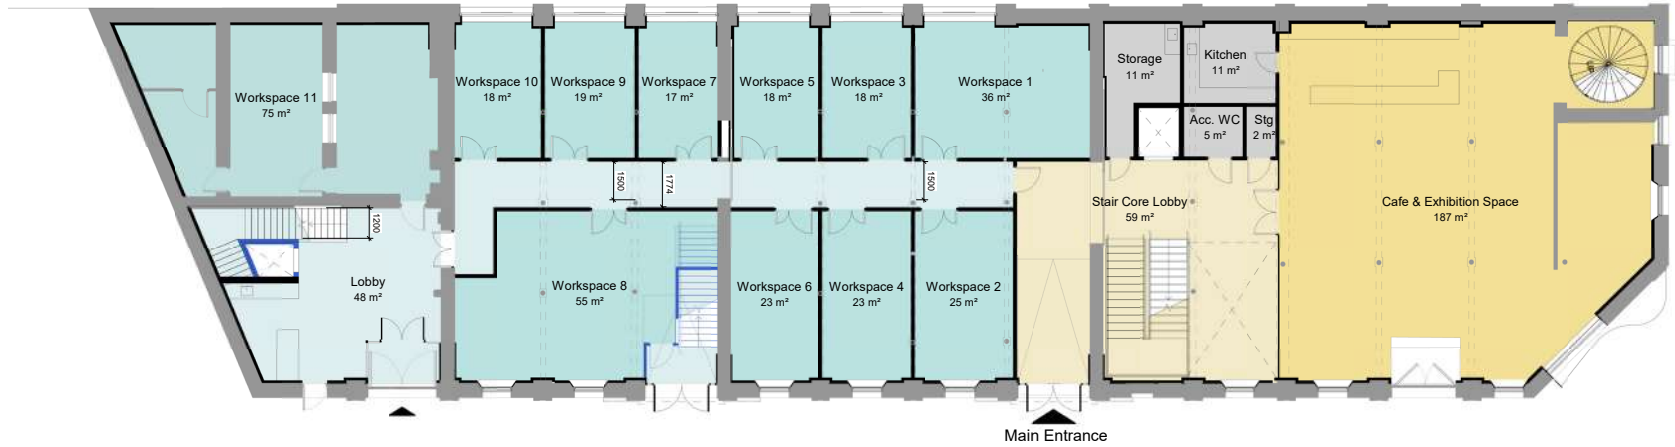 Workspace 11
75 m²
Workspace 10
18 m²
Workspace 9
19 m²
Workspace 7
17 m²
Workspace 5
18 m²
Workspace 3
18 m²
Workspace 1
36 m²
Storage
11 m²
Kitchen
11 m²
Acc. WC
5 m²
Stg
2 m²
1500
1774
1500
1200
Stair Core Lobby
59 m²
Cafe & Exhibition Space
187 m²
Lobby
48 m²
Workspace 8
55 m²
Workspace 6
23 m²
Workspace 4
23 m²
Workspace 2
25 m²
Main Entrance